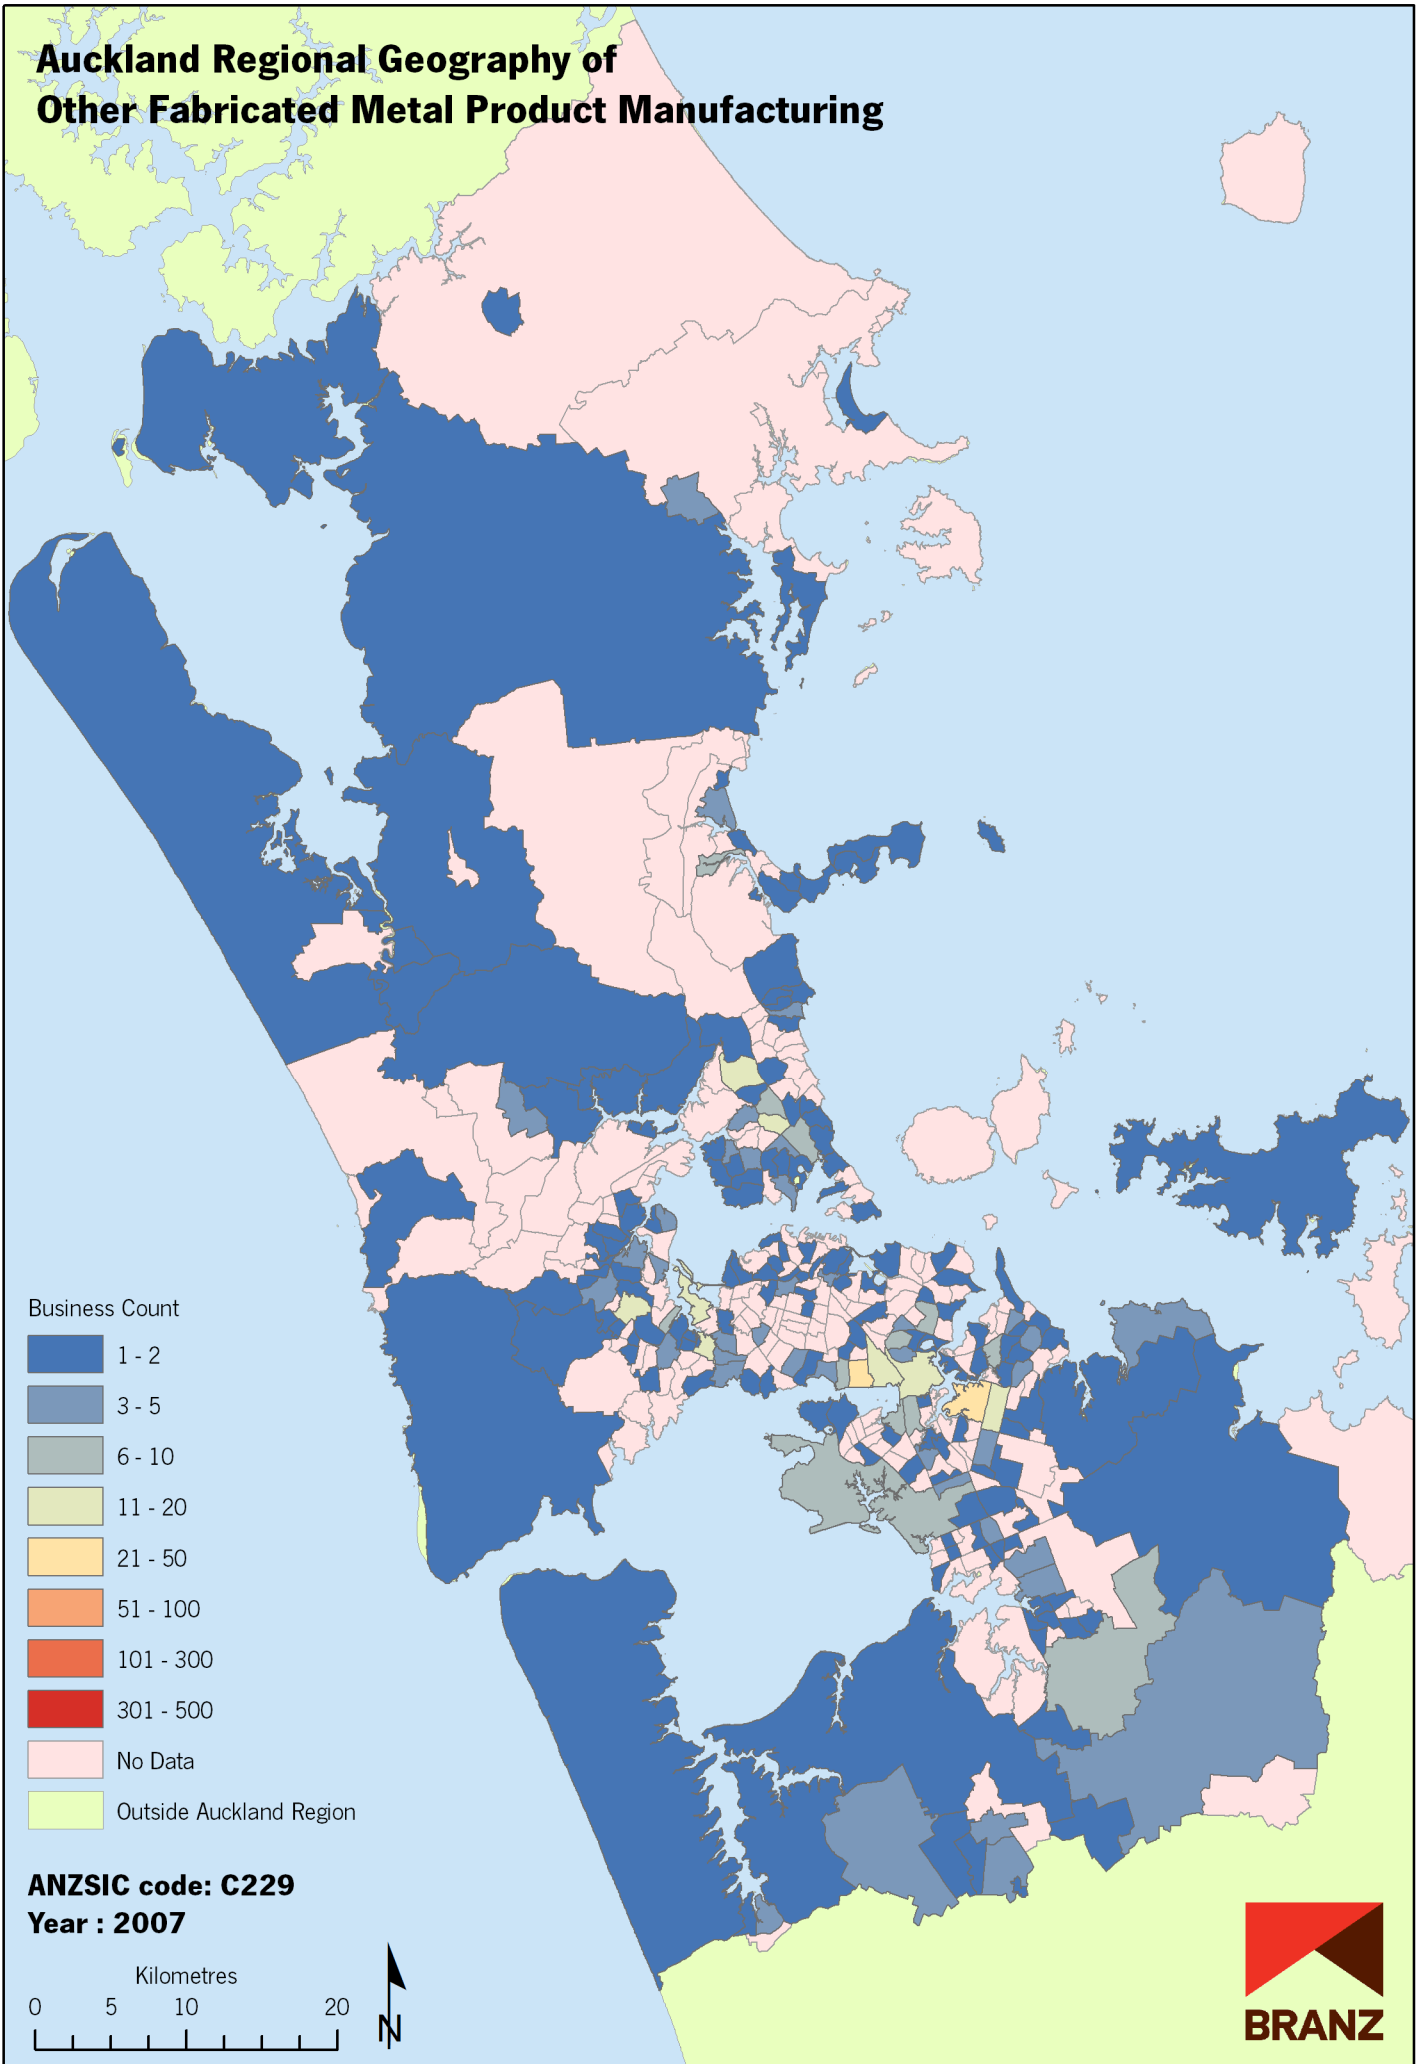 Auckland Regional Geography of
Other Fabricated Metal Product Manufacturing
Business Count
1 - 2
3 - 5
6 - 10
11 - 20
21 - 50
51 - 100
101 - 300
301 - 500
No Data
Outside Auckland Region
ANZSIC code: C229
Year : 2007
Kilometres
0 5 10 20
N
BRANZ